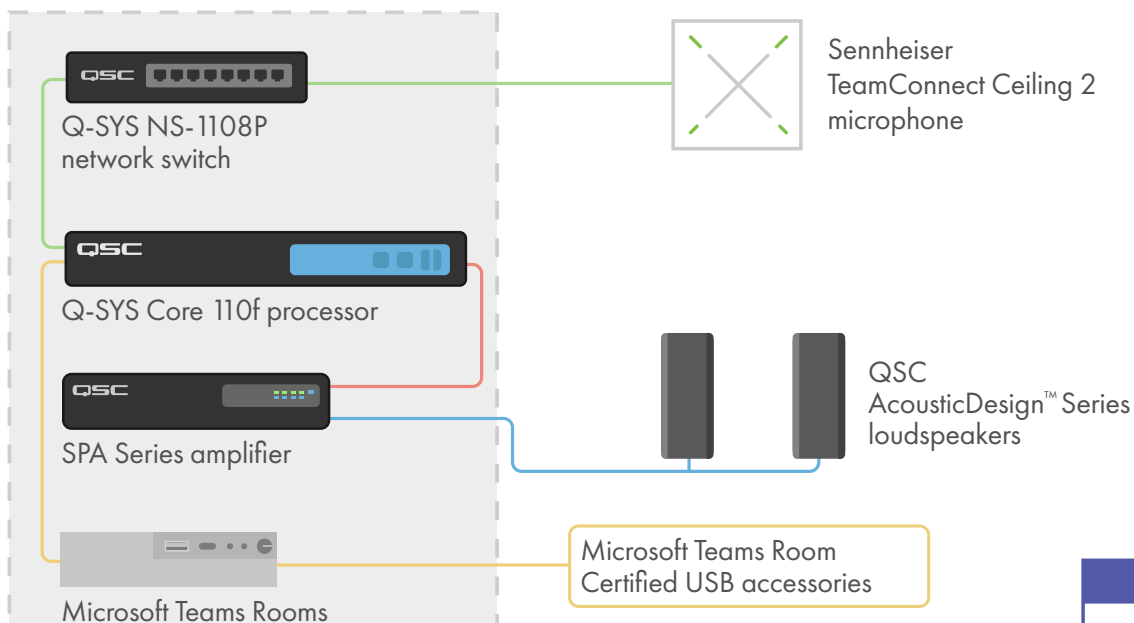 QSC
Q-SYS NS-1108P
network switch
Sennheiser
TeamConnect Ceiling 2
microphone
QSC
Q-SYS Core 110f processor
QSC
SPA Series amplifier
QSC
AcousticDesign™ Series
loudspeakers
Microsoft Teams Room
Certified USB accessories
Microsoft Teams Rooms